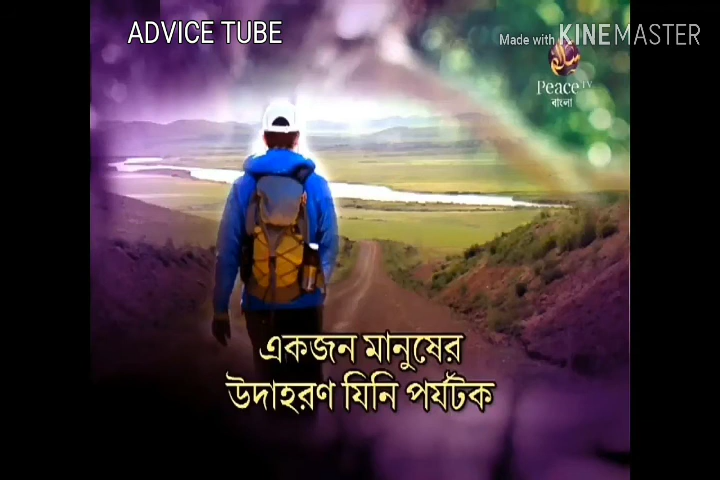 ADVICE TUBE
Made with KINEMASTER
Peace TV
বাংলা
একজন মানুষের
উদাহরণ যিনি পর্যটক